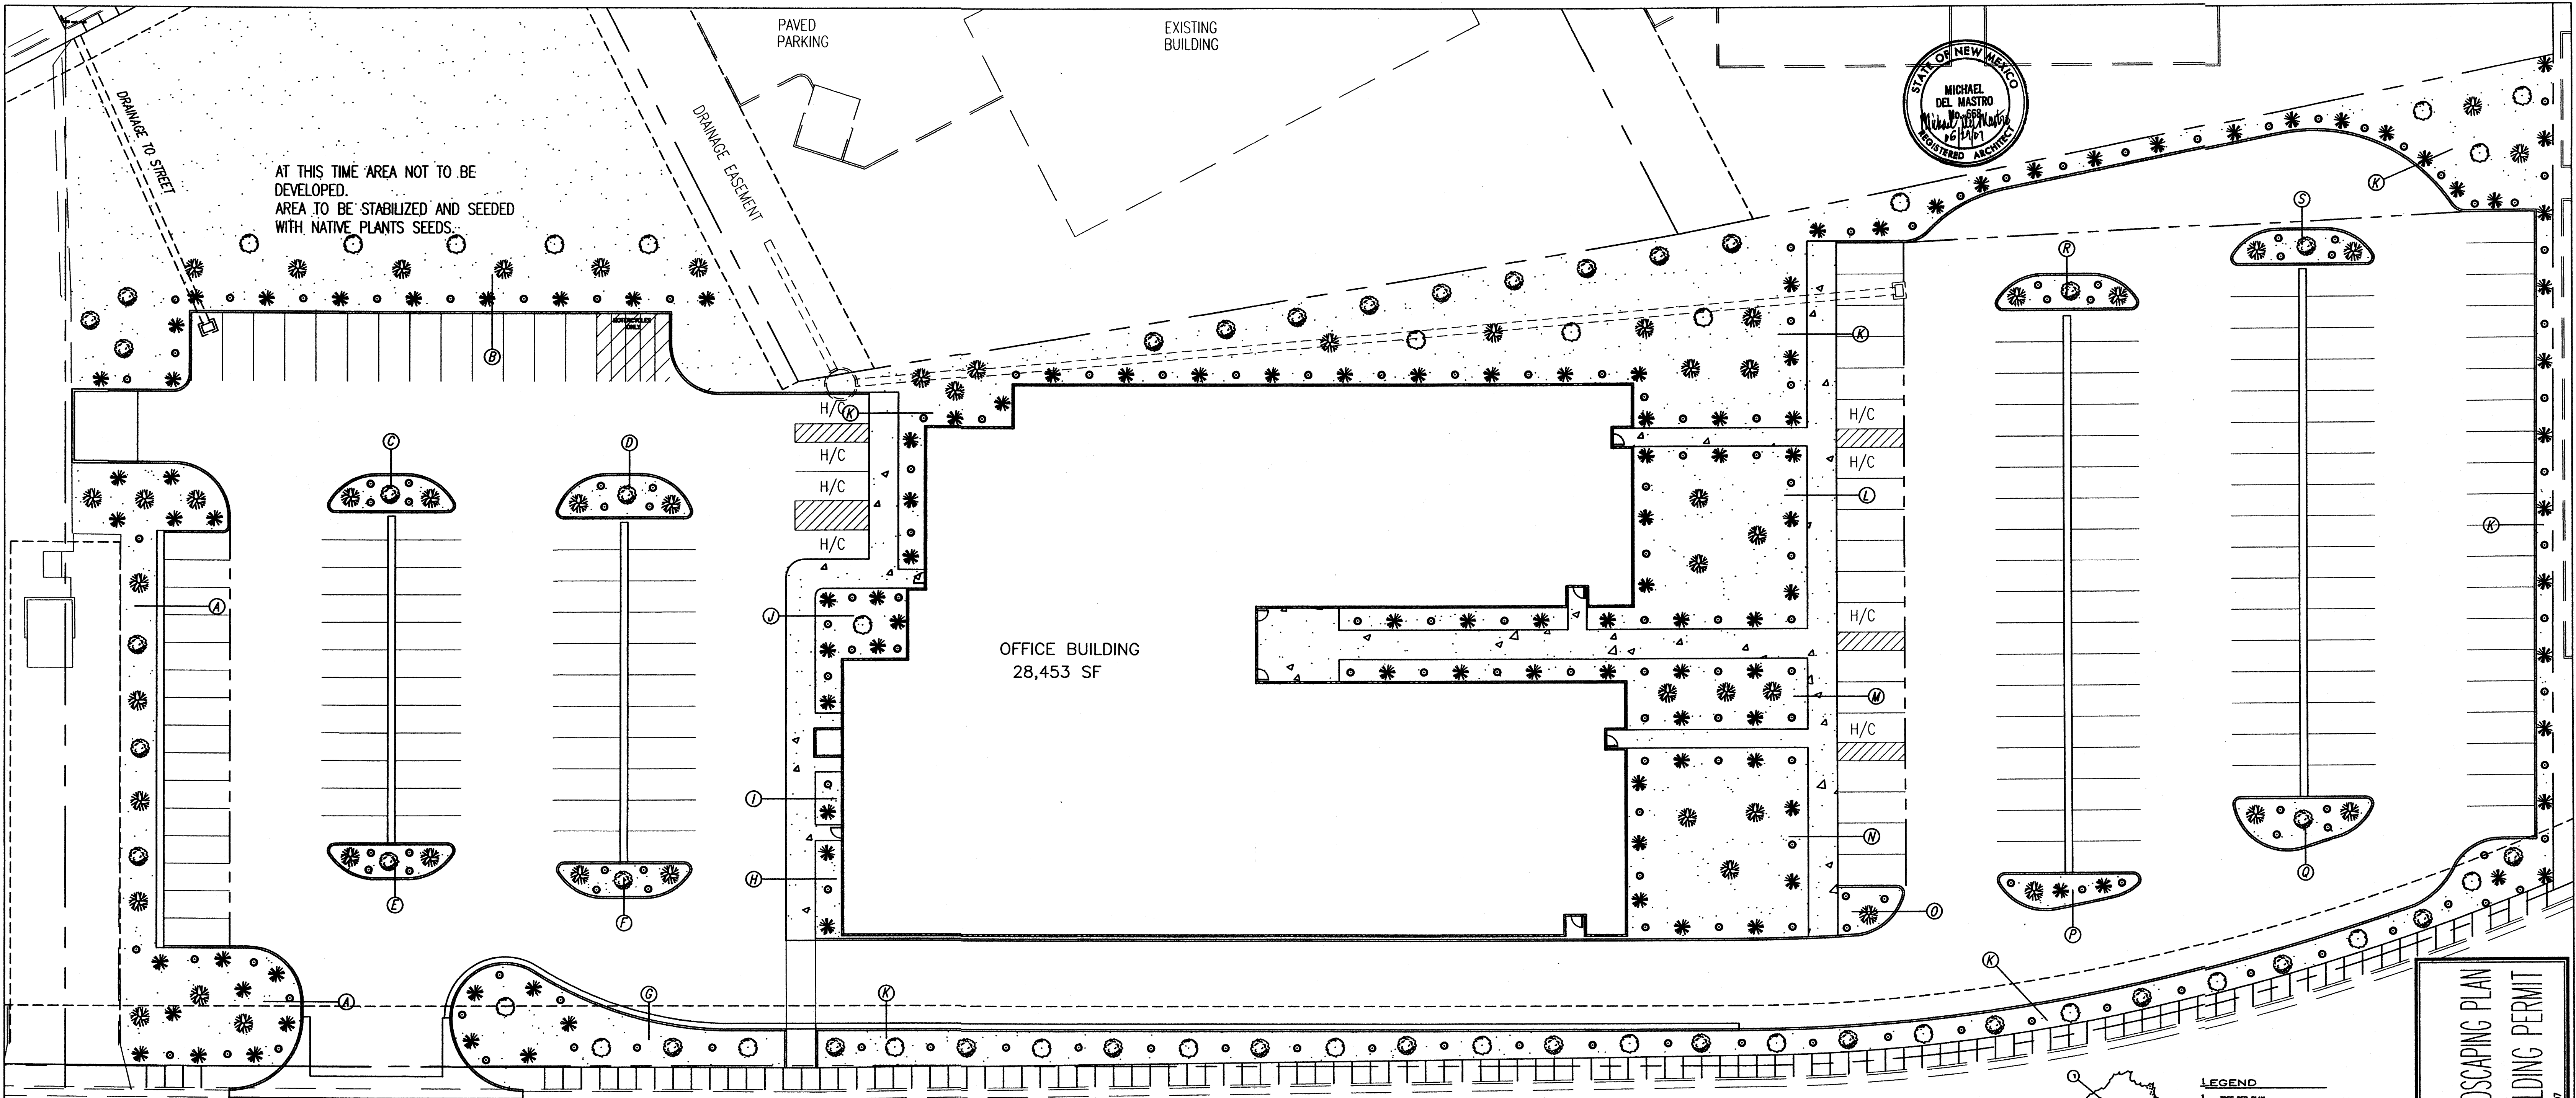 PAVED
PARKING
EXISTING
BUILDING
STATE OF NEW MEXICO
MICHAEL
DEL MASTRO
REGISTERED ARCHITECT
DRAINAGE TO STREET
DRAINAGE EASEMENT
AT THIS TIME AREA NOT TO BE
DEVELOPED.
AREA TO BE STABILIZED AND SEEDED
WITH NATIVE PLANTS SEEDS.
MOTORCYCLES
ONLY
K
S
R
B
K
K
H/C
H/C
H/C
H/C
C
D
H/C
H/C
L
K
A
J
H/C
OFFICE BUILDING
28,453 SF
M
H/C
I
N
H
E
F
O
Q
P
A
G
K
K
LDING PERMIT
LEGEND